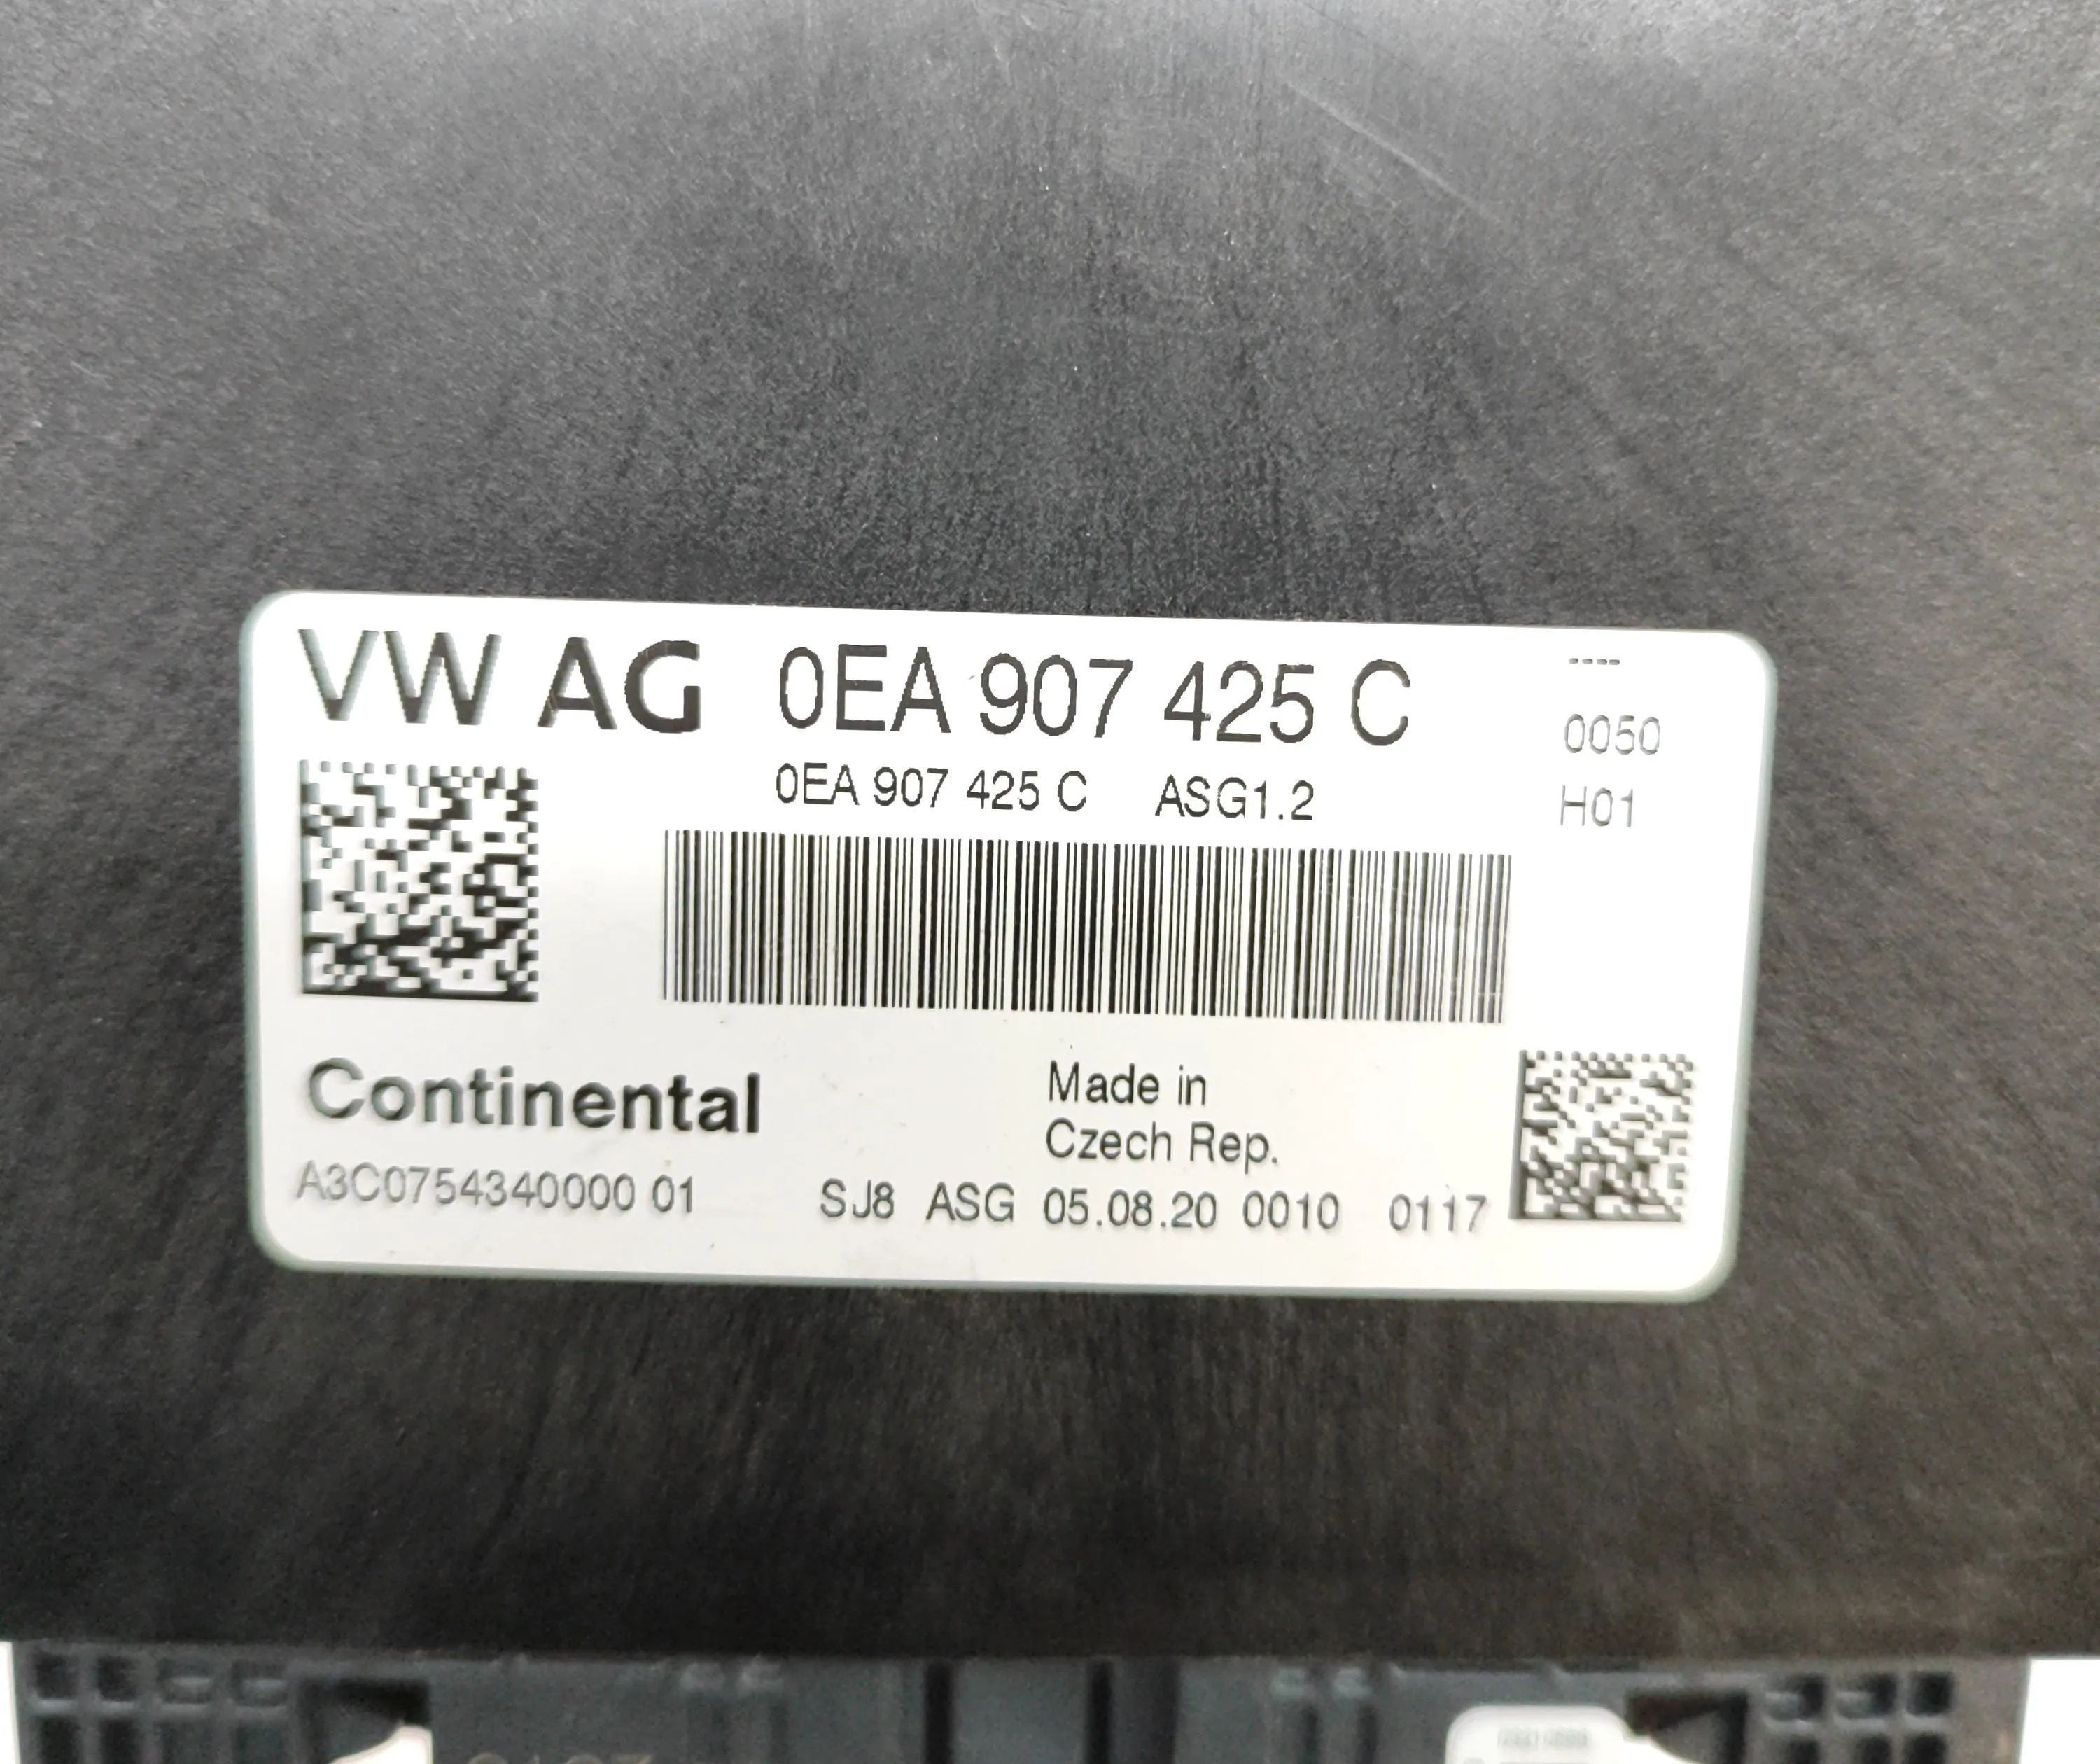 VW AG 0EA 907 425 C ----
0050
0EA 907 425 C ASG1.2 H01
Continental
Made in
Czech Rep.
A3C0754340000 01 SJ8 ASG 05.08.20 0010 0117